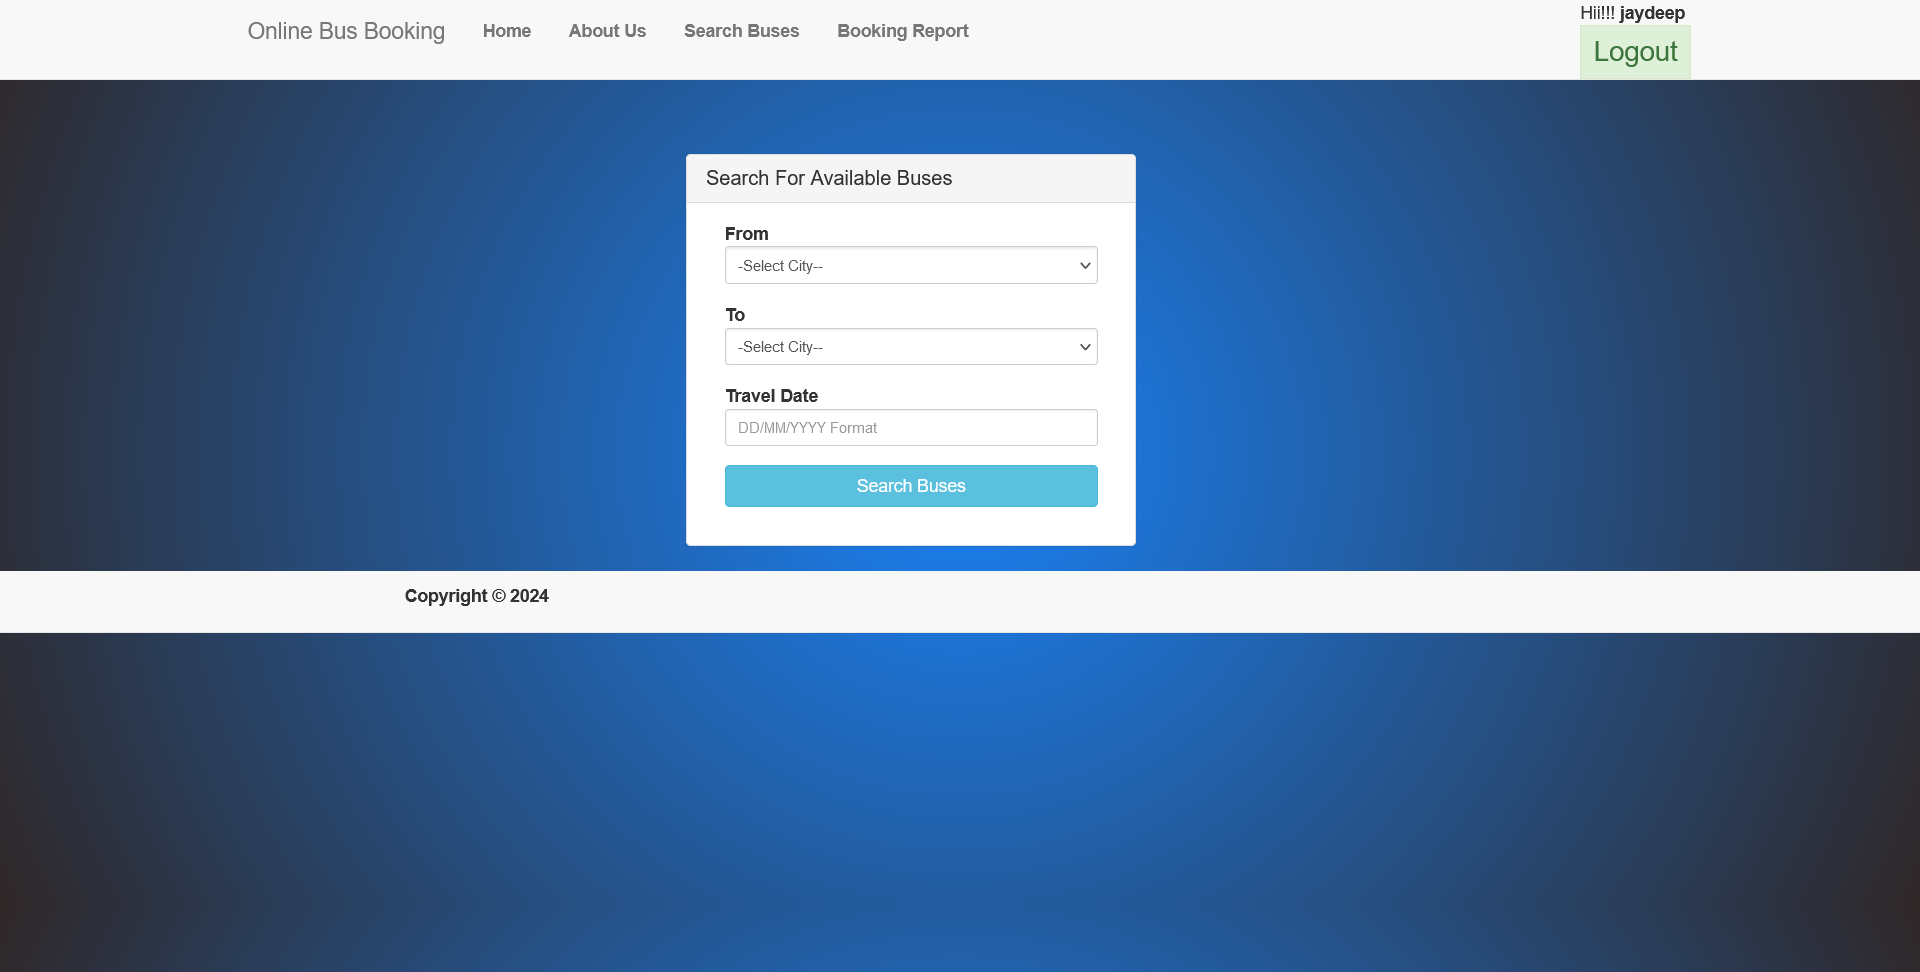 Online Bus Booking Home About Us Search Buses Booking Report
Hii!!! jaydeep
Logout
Search For Available Buses
From
-Select City--
To
-Select City--
Travel Date
DD/MM/YYYY Format
Search Buses
Copyright © 2024